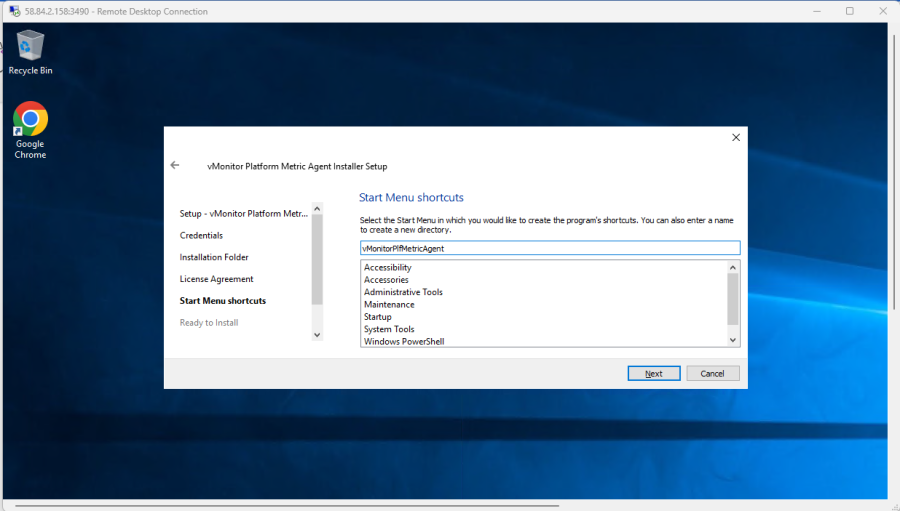 58.84.2.158:3490 - Remote Desktop Connection
Recycle Bin
Google
Chrome
vMonitor Platform Metric Agent Installer Setup
Setup - vMonitor Platform Metr...
Credentials
Installation Folder
License Agreement
Start Menu shortcuts
Ready to Install
Start Menu shortcuts
Select the Start Menu in which you would like to create the program's shortcuts. You can also enter a name
to create a new directory.
vMonitorPlfMetricAgent
Accessibility
Accessories
Administrative Tools
Maintenance
Startup
System Tools
Windows PowerShell
Next
Cancel